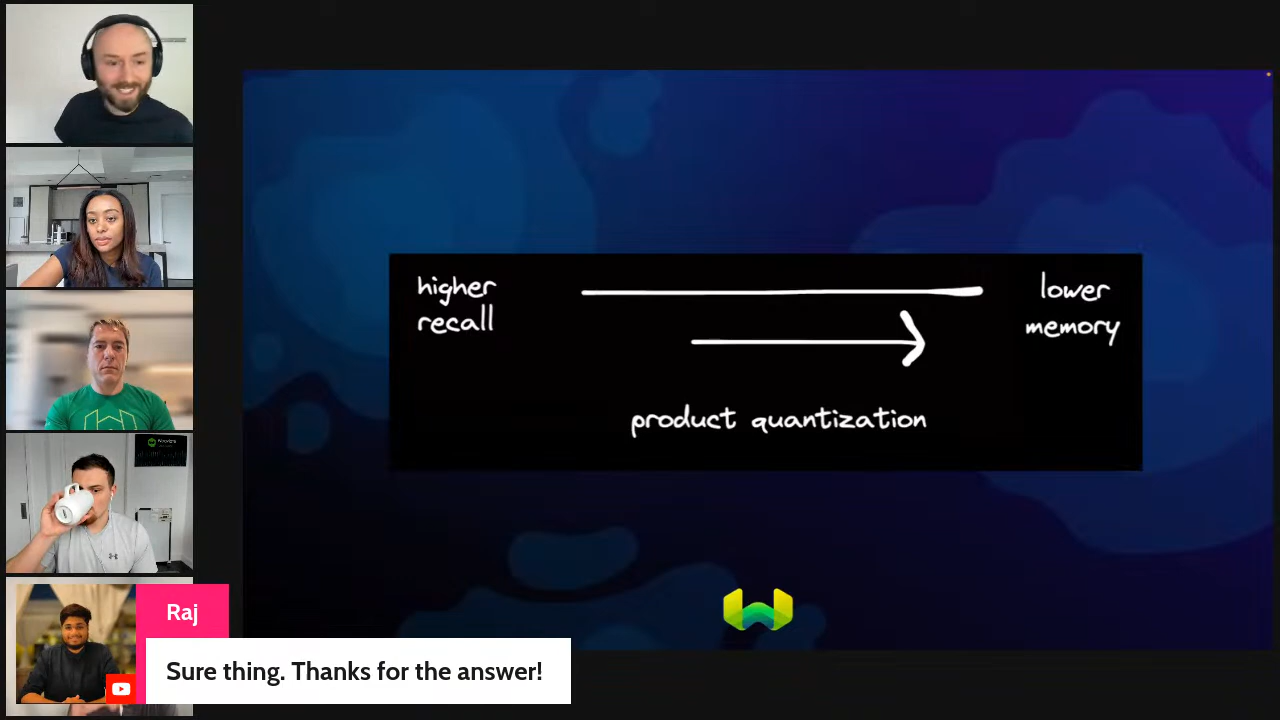 higher
recall
lower
memory
product quantization
Raj
Sure thing. Thanks for the answer!